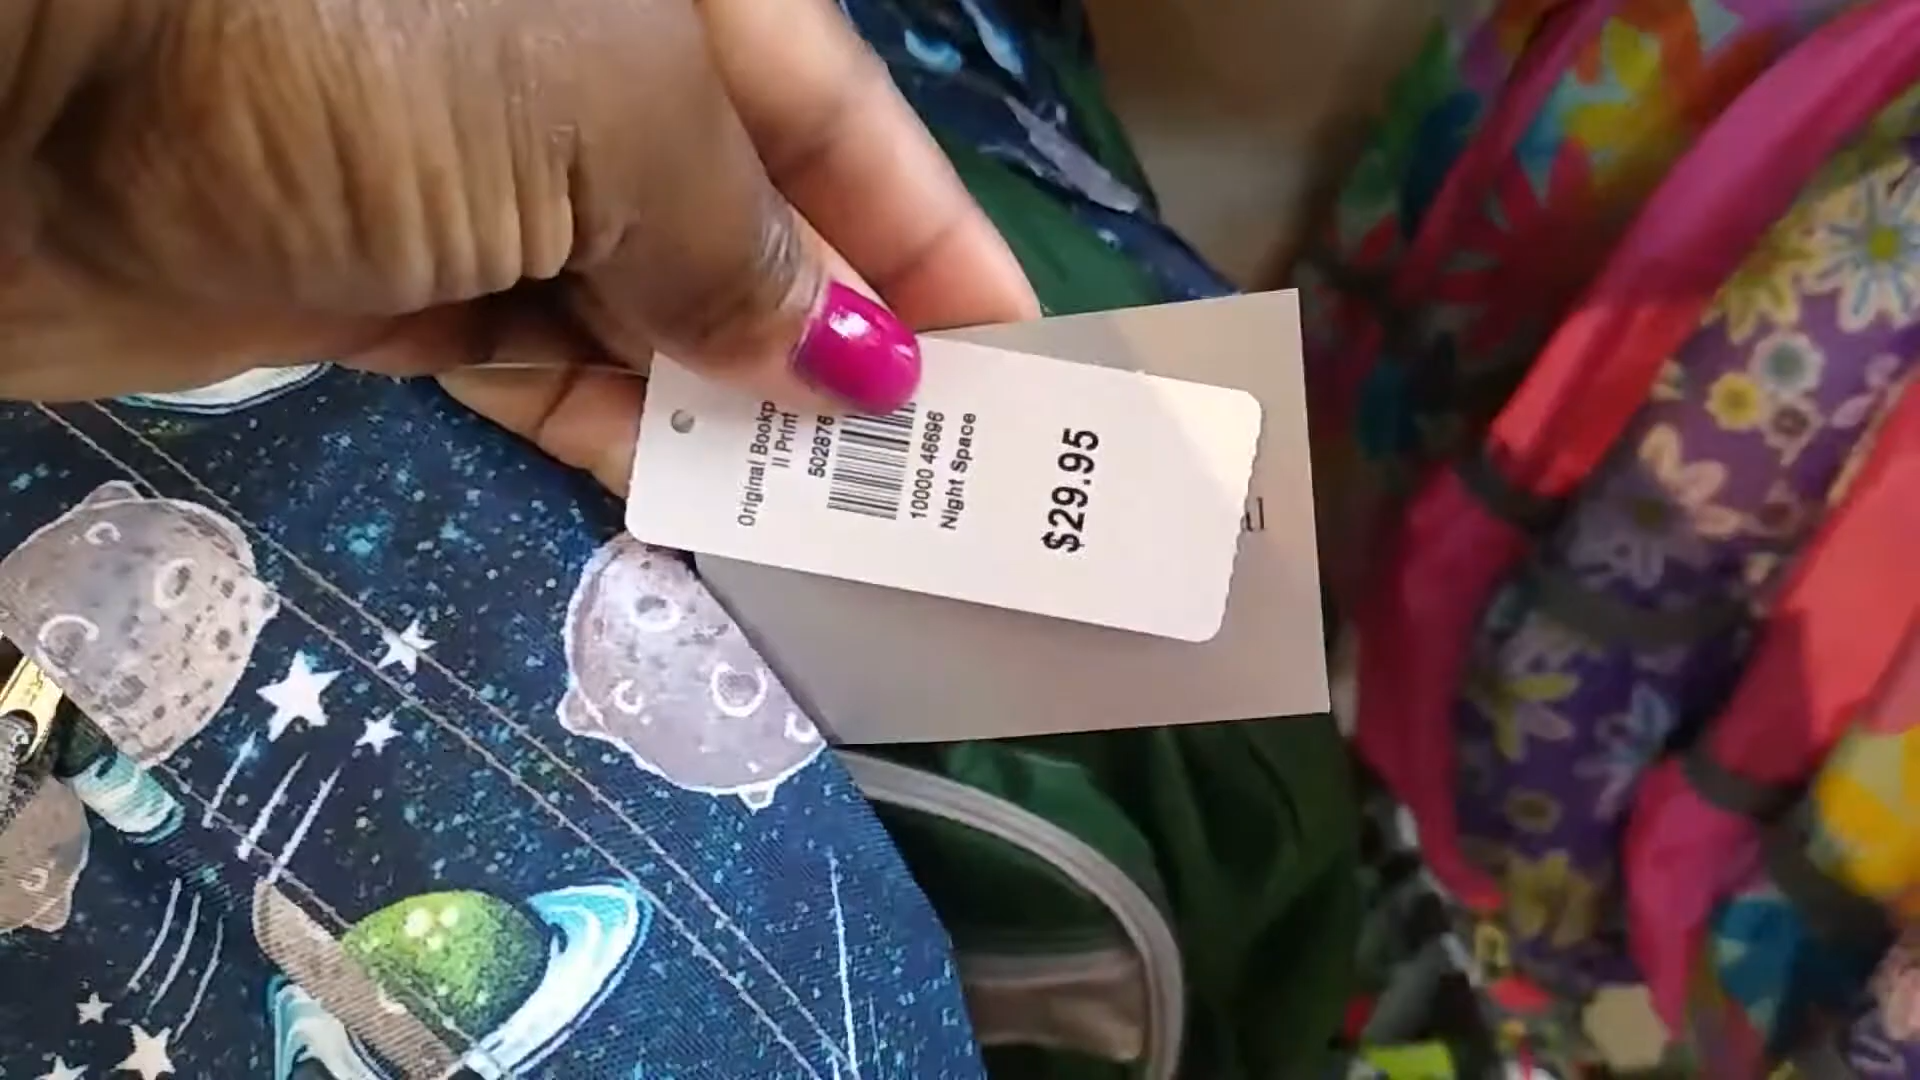 Original Bookp
II Print
502876
10000 46696
Night Space
$29.95